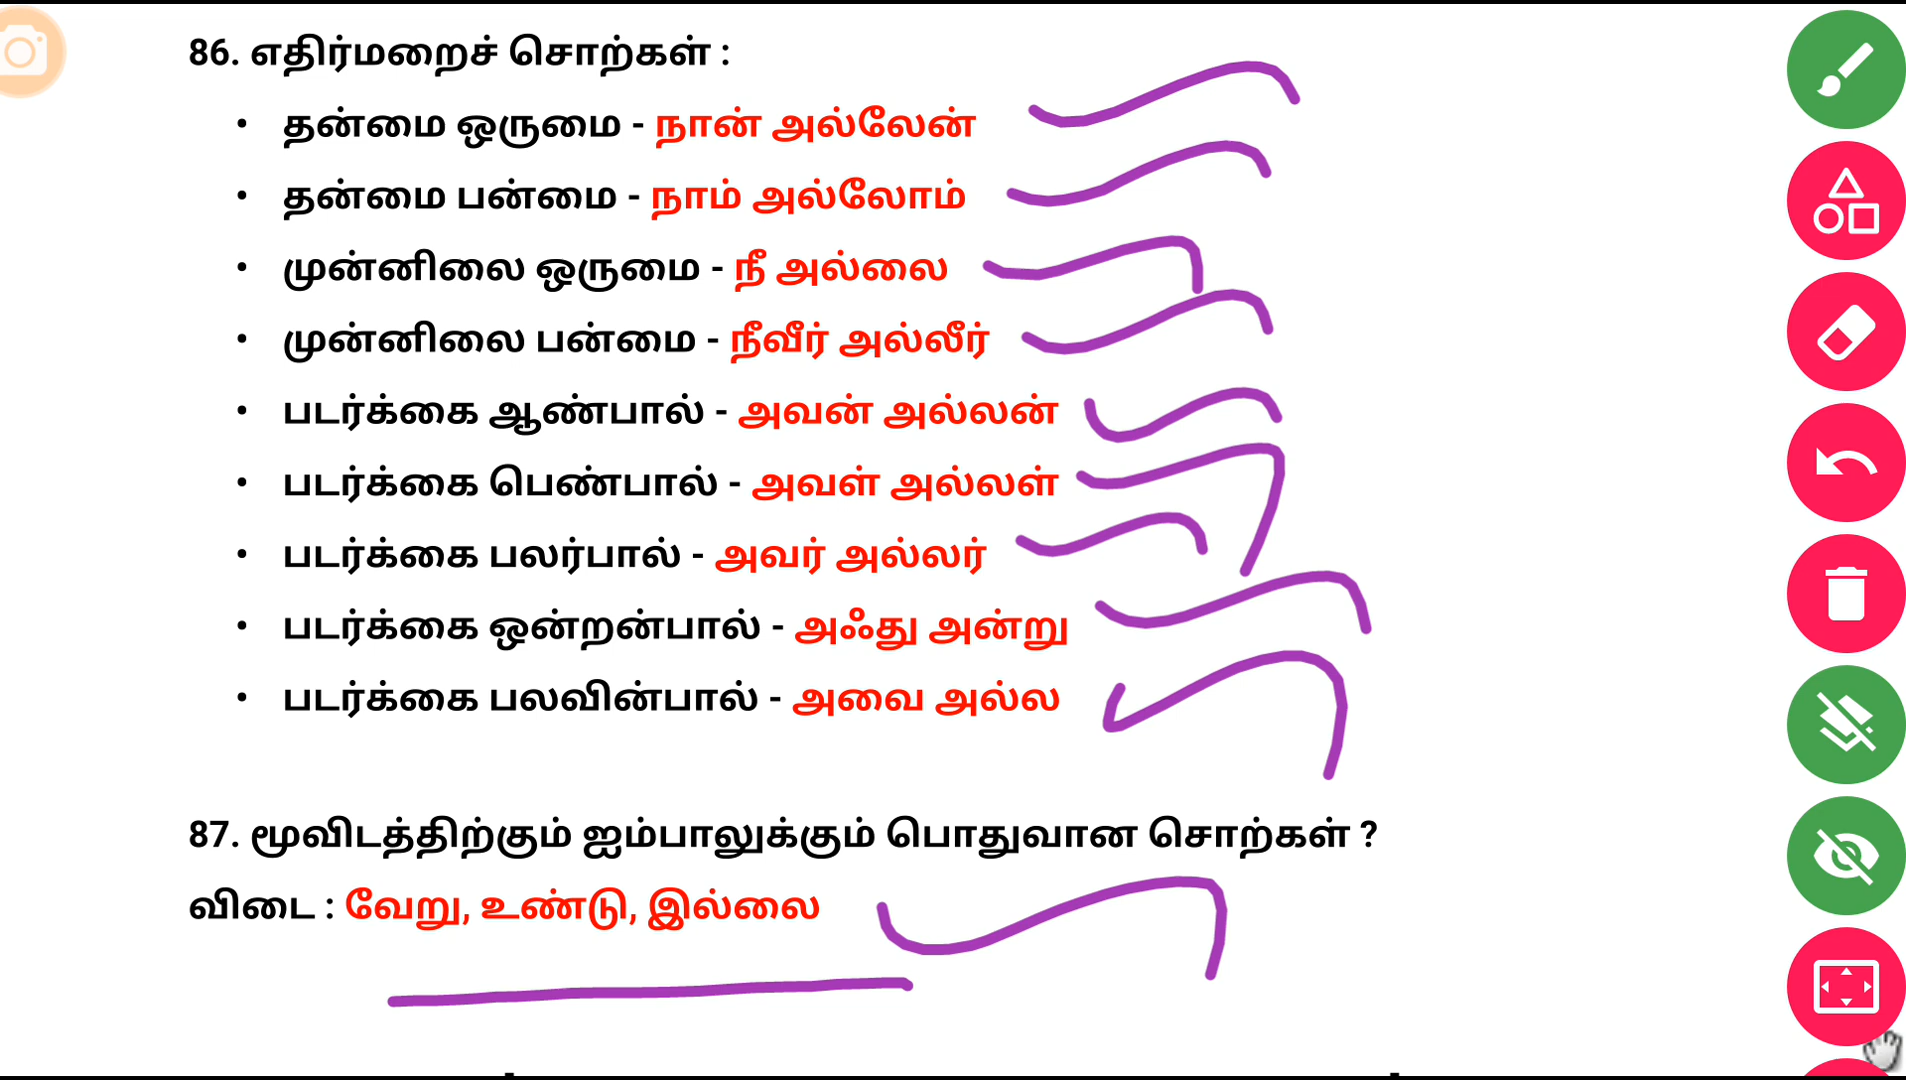 86. எதிர்மறைச் சொற்கள் :
• தன்மை ஒருமை - நான் அல்லேன்
• தன்மை பன்மை - நாம் அல்லோம்
• முன்னிலை ஒருமை - நீ அல்லை
• முன்னிலை பன்மை - நீவீர் அல்லீர்
• படர்க்கை ஆண்பால் - அவன் அல்லன்
• படர்க்கை பெண்பால் - அவள் அல்லள்
• படர்க்கை பலர்பால் - அவர் அல்லர்
• படர்க்கை ஒன்றன்பால் - அஃது அன்று
• படர்க்கை பலவின்பால் - அவை அல்ல
87. மூவிடத்திற்கும் ஐம்பாலுக்கும் பொதுவான சொற்கள் ?
விடை : வேறு, உண்டு, இல்லை